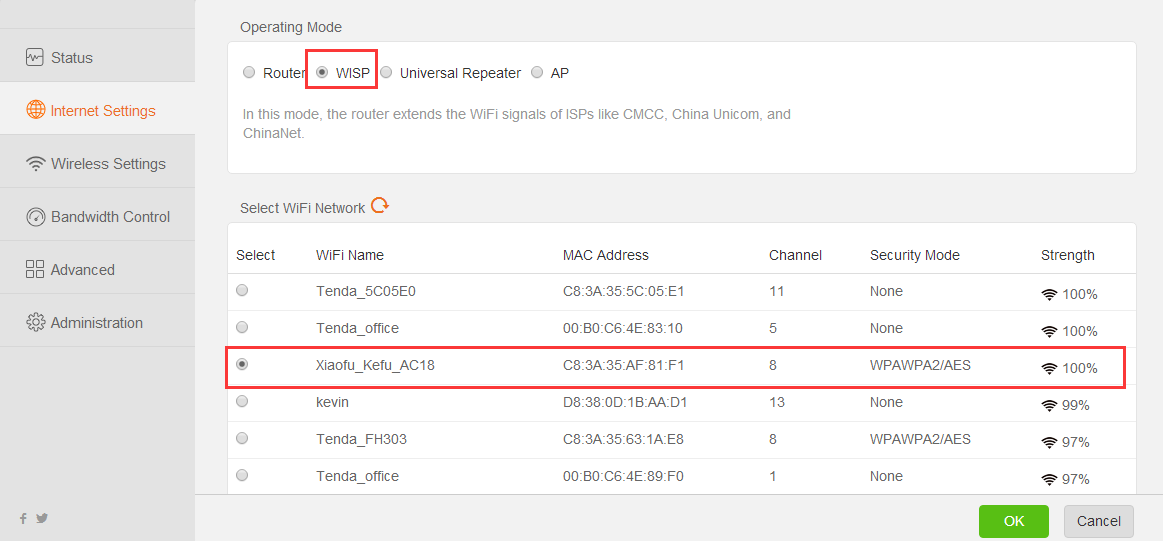 Operating Mode
Router WISP Universal Repeater AP
In this mode, the router extends the WiFi signals of ISPs like CMCC, China Unicom, and
ChinaNet.
Status
Internet Settings
Wireless Settings
Bandwidth Control
Advanced
Administration
Select WiFi Network
Select WiFi Name MAC Address Channel Security Mode Strength
Tenda_5C05E0 C8:3A:35:5C:05:E1 11 None 100%
Tenda_office 00:B0:C6:4E:83:10 5 None 100%
Xiaofu_Kefu_AC18 C8:3A:35:AF:81:F1 8 WPAWPA2/AES 100%
kevin D8:38:0D:1B:AA:D1 13 None 99%
Tenda_FH303 C8:3A:35:63:1A:E8 8 WPAWPA2/AES 97%
Tenda_office 00:B0:C6:4E:89:F0 1 None 97%
OK Cancel